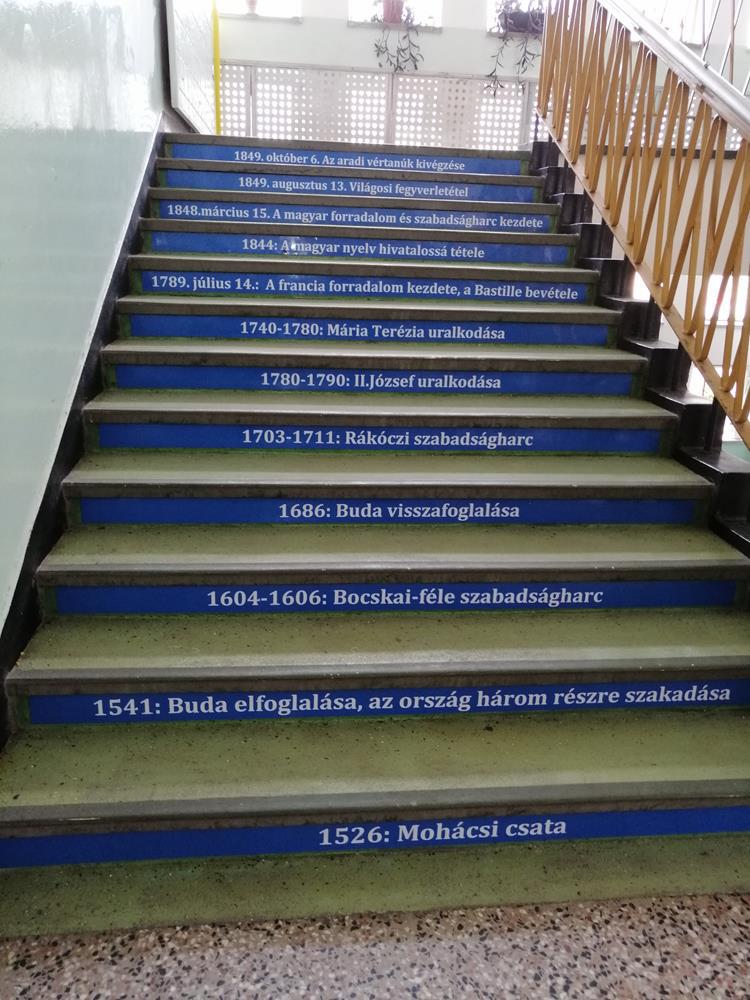 1849. október 6. Az aradi vértanúk kivégzése
1849. augusztus 13. Világosi fegyverletétel
1848.március 15. A magyar forradalom és szabadságharc kezdete
1844: A magyar nyelv hivatalossá tétele
1789. július 14.: A francia forradalom kezdete, a Bastille bevétele
1740-1780: Mária Terézia uralkodása
1780-1790: II.József uralkodása
1703-1711: Rákóczi szabadságharc
1686: Buda visszafoglalása
1604-1606: Bocskai-féle szabadságharc
1541: Buda elfoglalása, az ország három részre szakadása
1526: Mohácsi csata